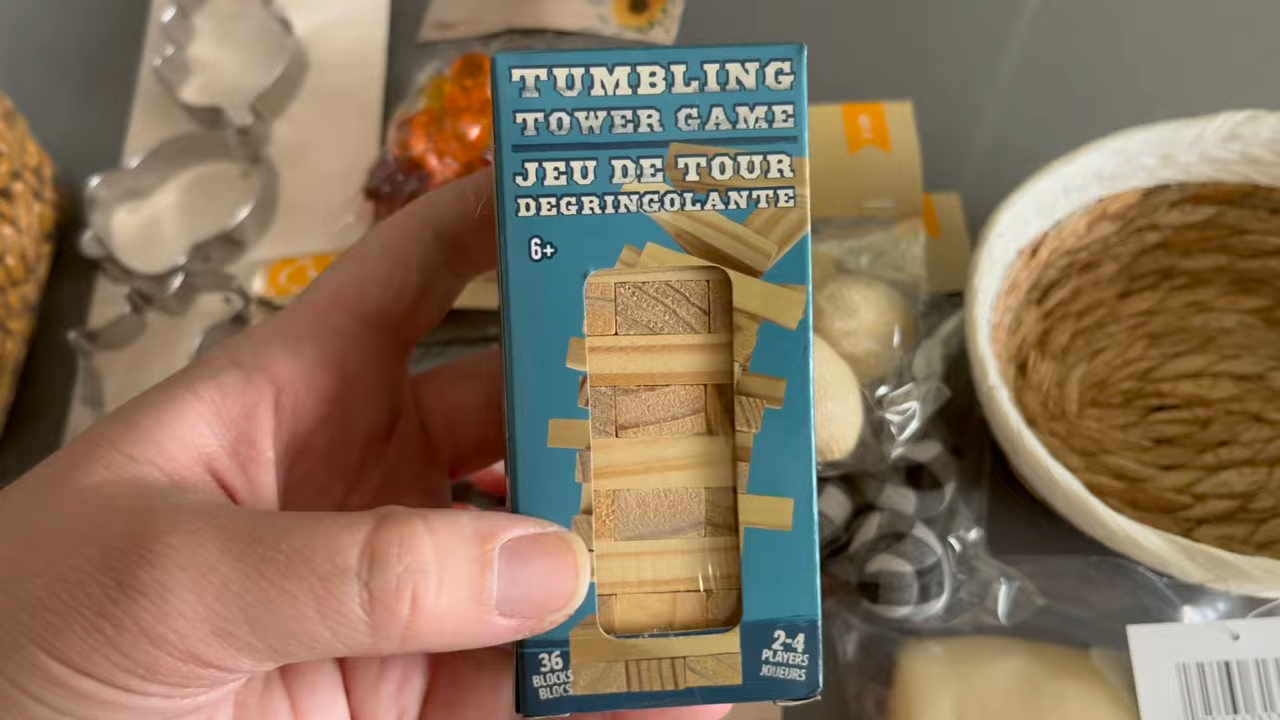 TUMBLING
TOWER GAME
JEU DE TOUR
DEGRINGOLANTE
6+
36
BLOCKS
BLOCS
2-4
PLAYERS
JOUEURS